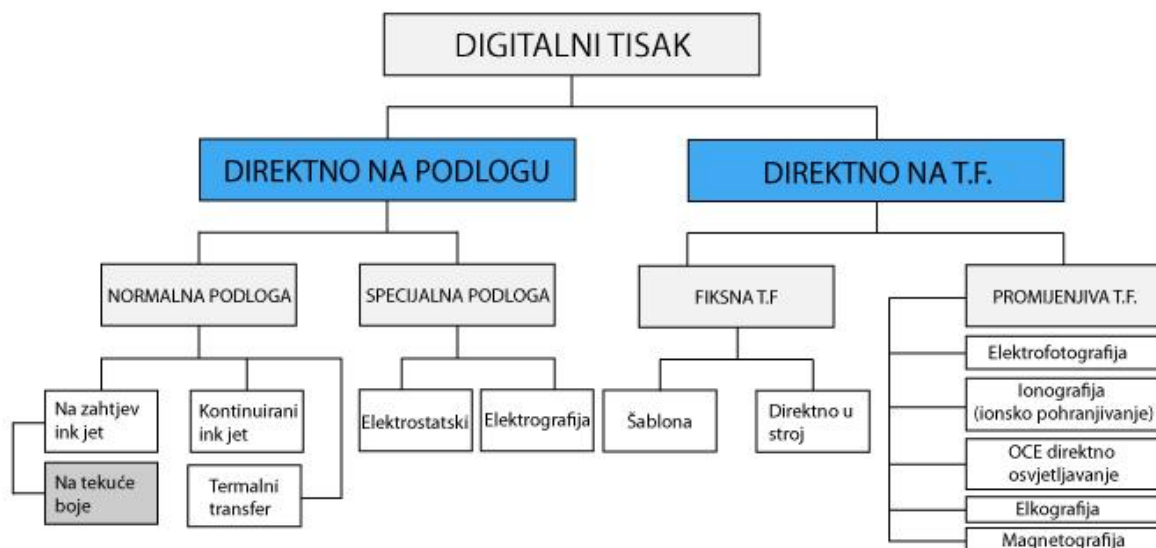 DIGITALNI TISAK
DIREKTNO NA PODLOGU
DIREKTNO NA T.F.
NORMALNA PODLOGA
SPECIJALNA PODLOGA
FIKSNA T.F
PROMIJENJIVA T.F.
Na zahtjev
ink jet
Kontinuirani
ink jet
Na tekuće
boje
Termalni
transfer
Elektrostatski
Elektrografija
Šablona
Direktno u
stroj
Elektrofotografija
Ionografija
(ionsko pohranjivanje)
OCE direktno
osvjetljavanje
Elkografija
Magnetografija